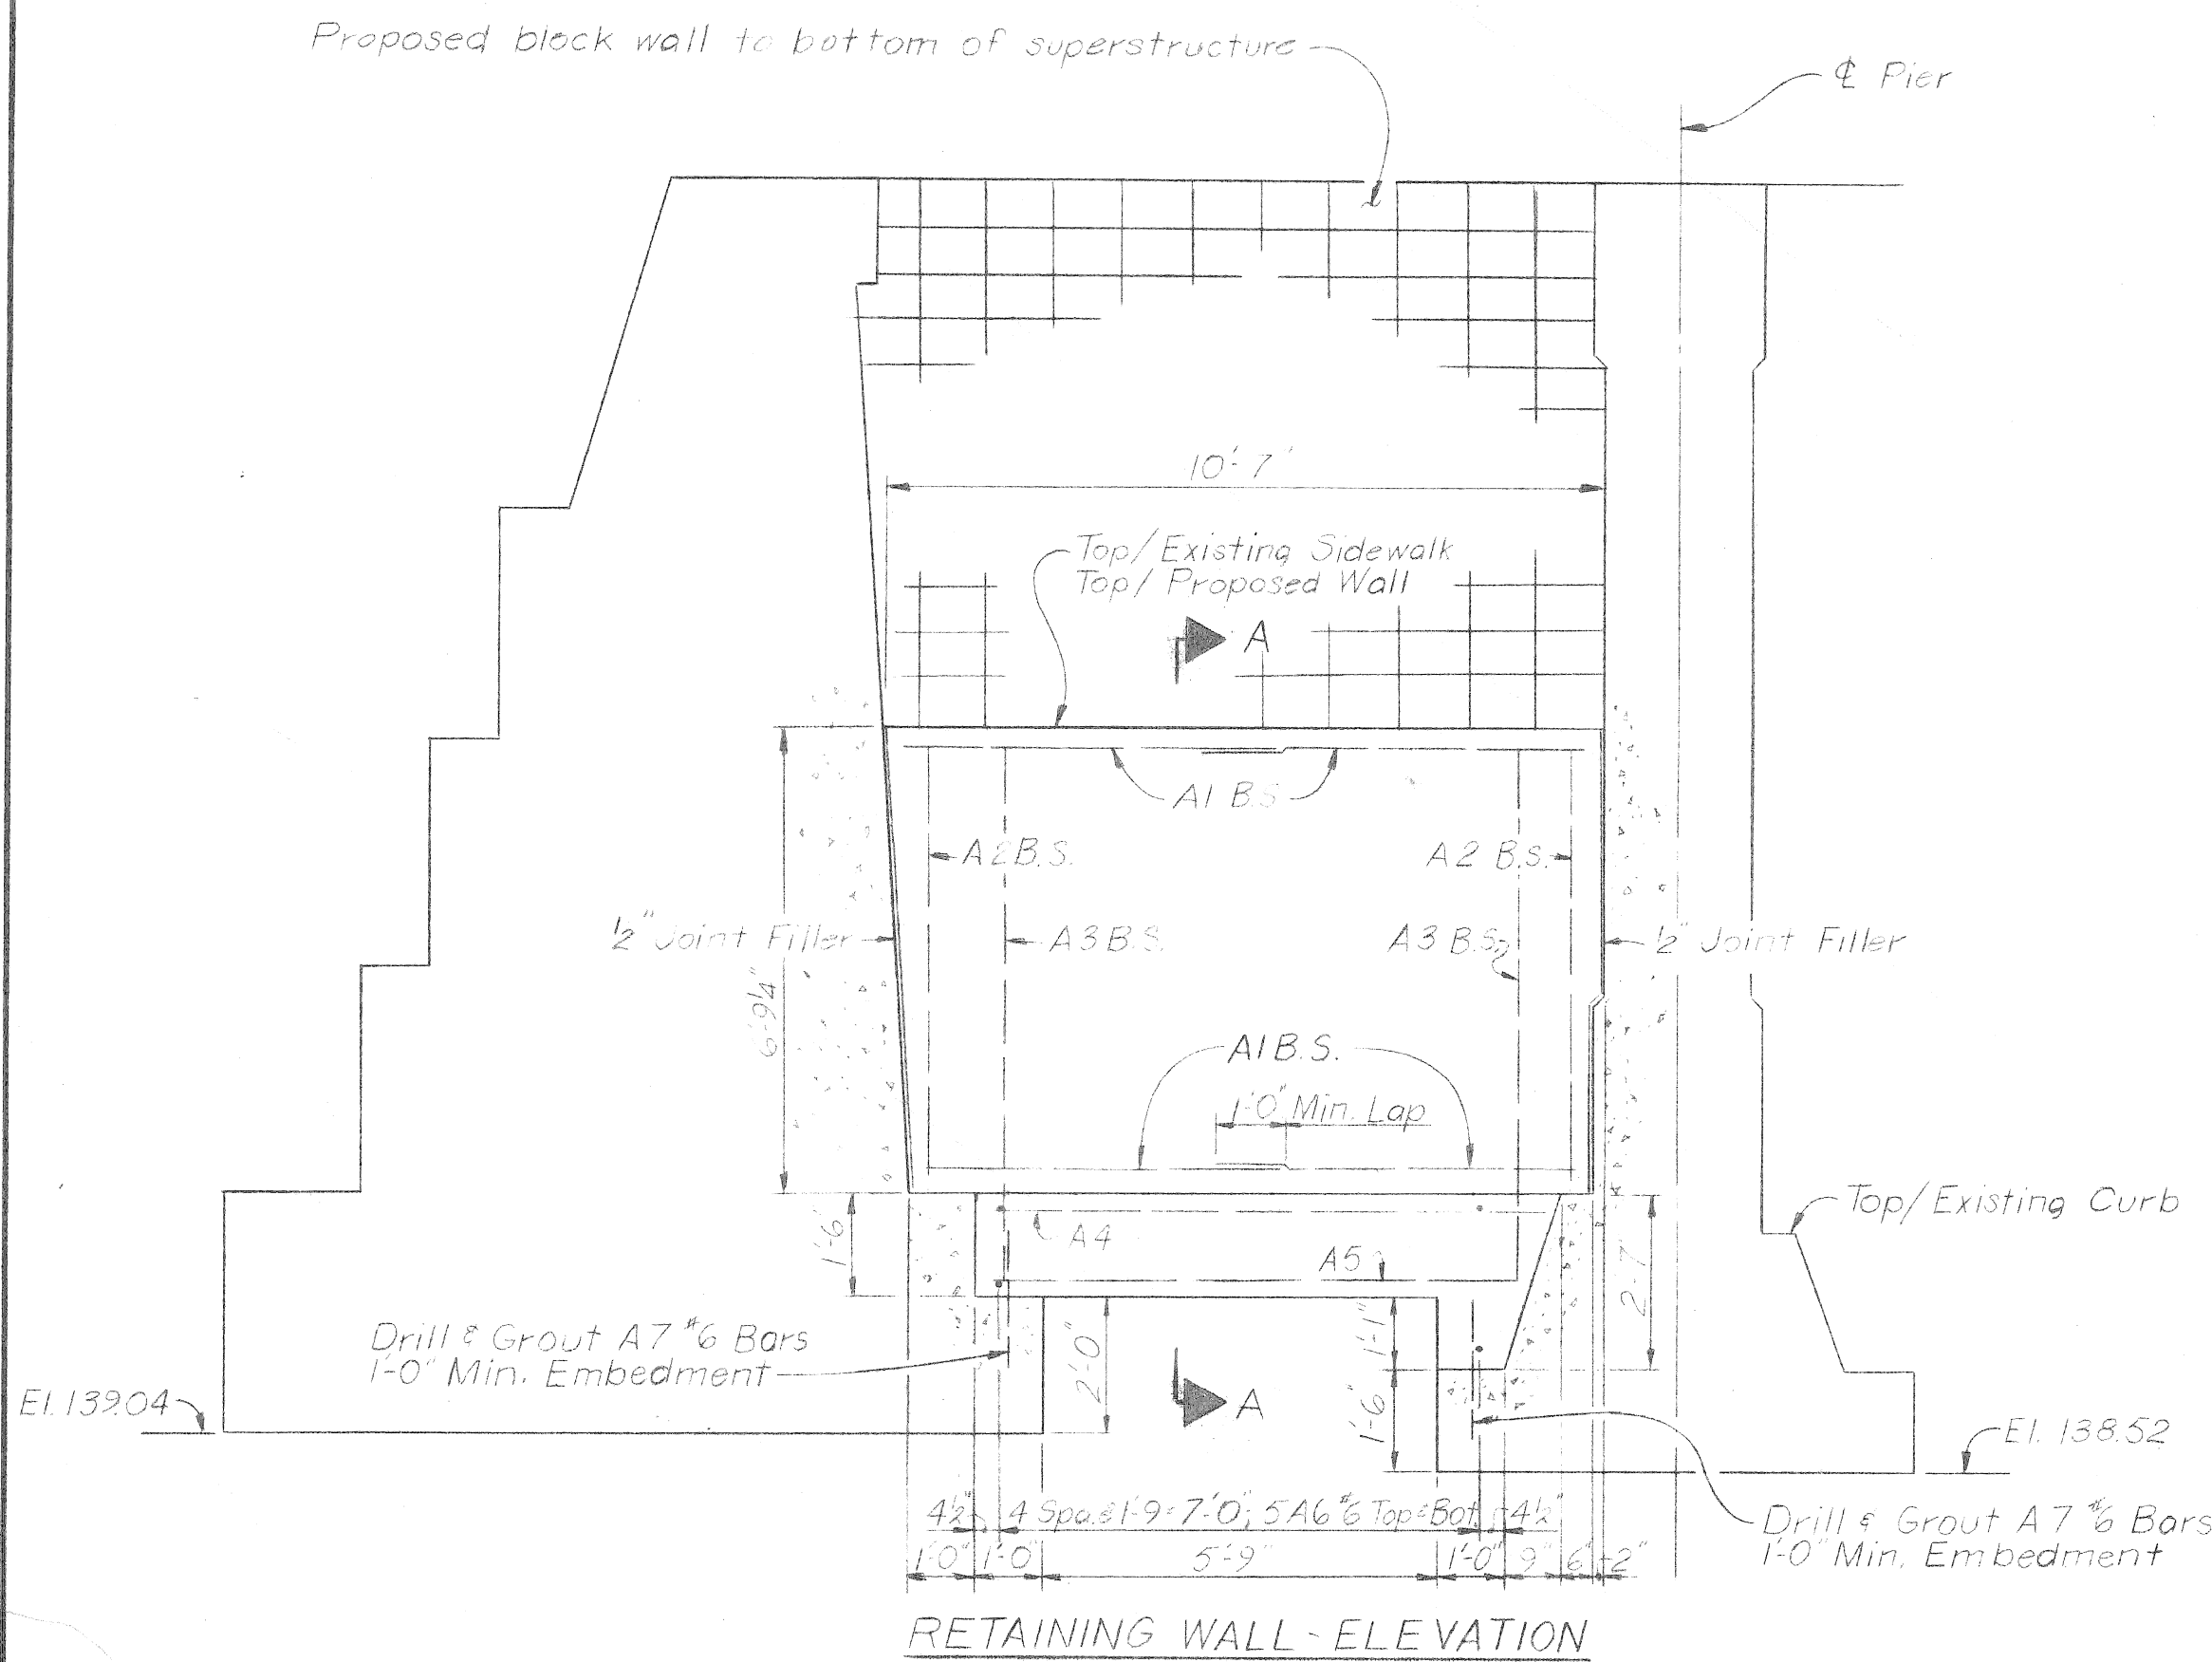 Proposed block wall to bottom of superstructure
℄ Pier
10'-7"
Top/Existing Sidewalk
Top/Proposed Wall
A
A1 B.S.
A2 B.S.
A2 B.S.
½" Joint Filler
A3 B.S.
A3 B.S.
½" Joint Filler
6'-9¼"
A1 B.S.
1'-0" Min. Lap
Top/Existing Curb
1'-6"
A4
A5
2'-7"
Drill & Grout A7 #6 Bars
1'-0" Min. Embedment
2'-0"
1'-1"
1'-6"
A
El. 139.04
El. 138.52
4½"
4 Spa. @ 1'-9 = 7'-0"; 5 A6 #6 Top & Bot.
4½"
Drill & Grout A7 #6 Bars
1'-0" Min. Embedment
1'-0"
1'-0"
5'-9"
1'-0"
9"
6"
2"
RETAINING WALL - ELEVATION